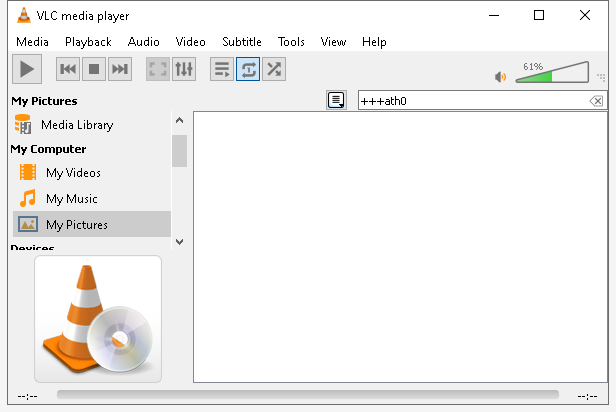 VLC media player
Media Playback Audio Video Subtitle Tools View Help
61%
My Pictures
+++ath0
Media Library
My Computer
My Videos
My Music
My Pictures
Devices
--:-- --:--